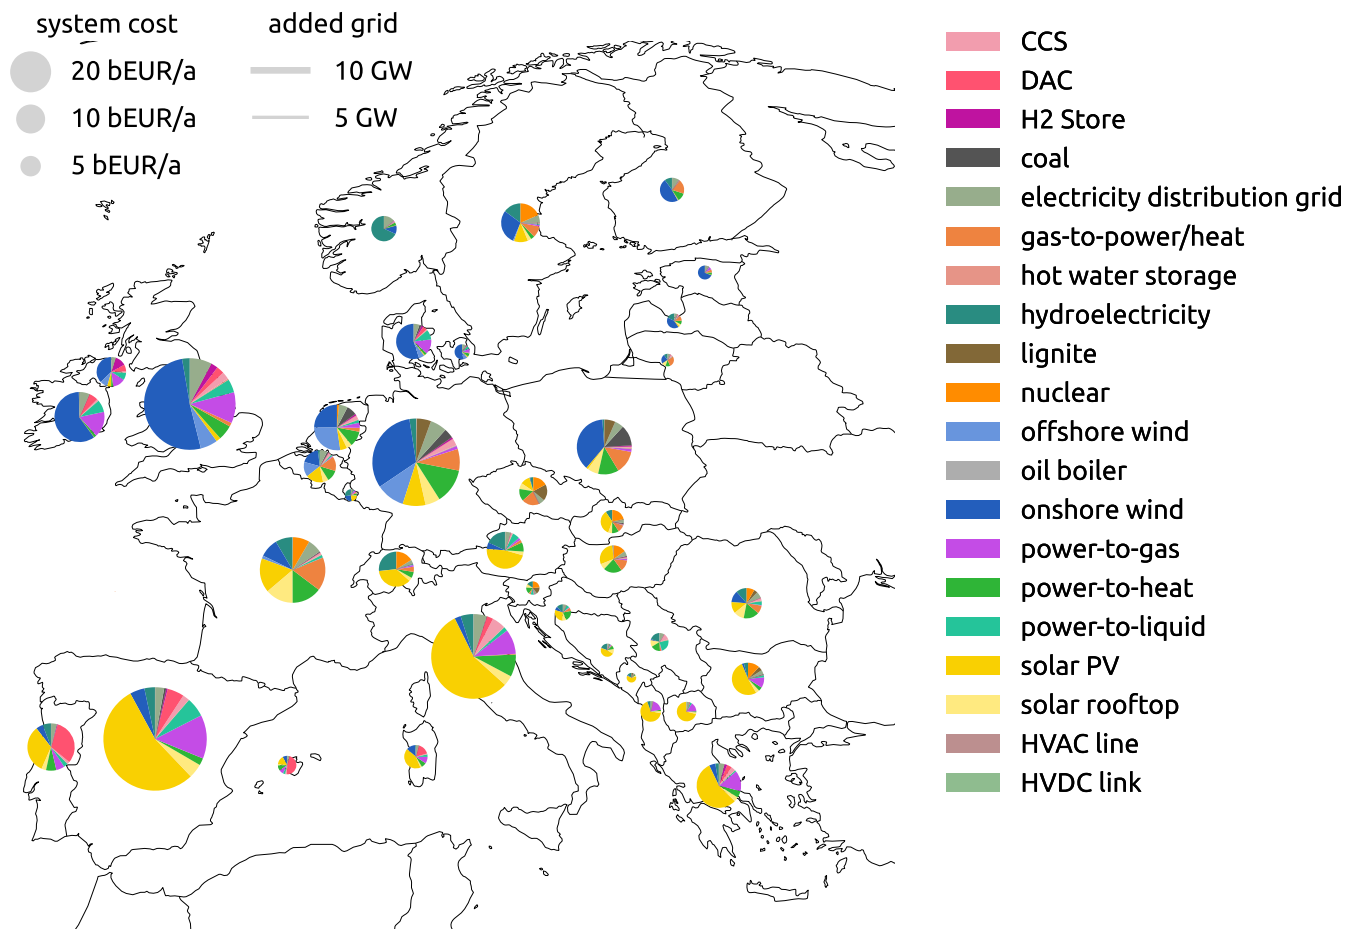 system cost
20 bEUR/a
10 bEUR/a
5 bEUR/a
added grid
10 GW
5 GW
CCS
DAC
H2 Store
coal
electricity distribution grid
gas-to-power/heat
hot water storage
hydroelectricity
lignite
nuclear
offshore wind
oil boiler
onshore wind
power-to-gas
power-to-heat
power-to-liquid
solar PV
solar rooftop
HVAC line
HVDC link